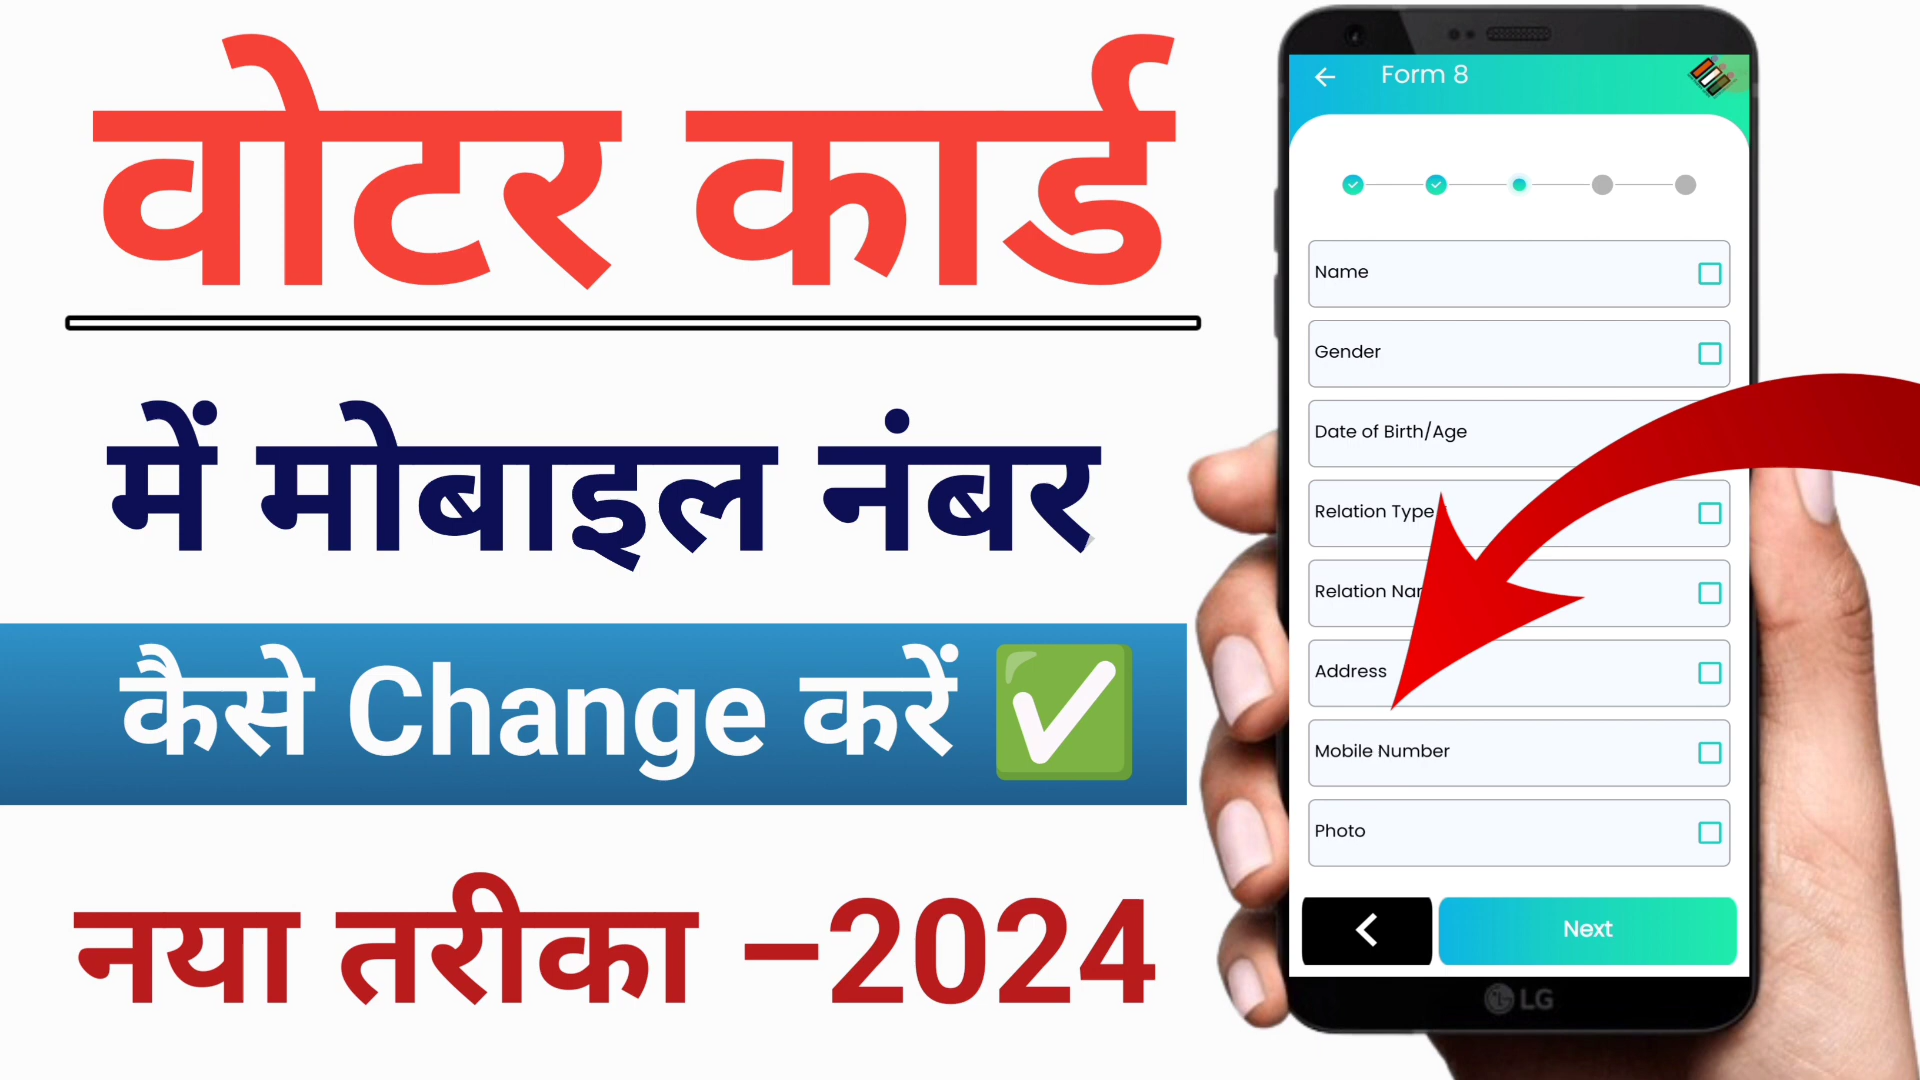 वोटर कार्ड
में मोबाइल नंबर
कैसे Change करें
नया तरीका –2024
Form 8
Name
Gender
Date of Birth/Age
Relation Type
Relation
Address
Mobile Number
Photo
Next
LG